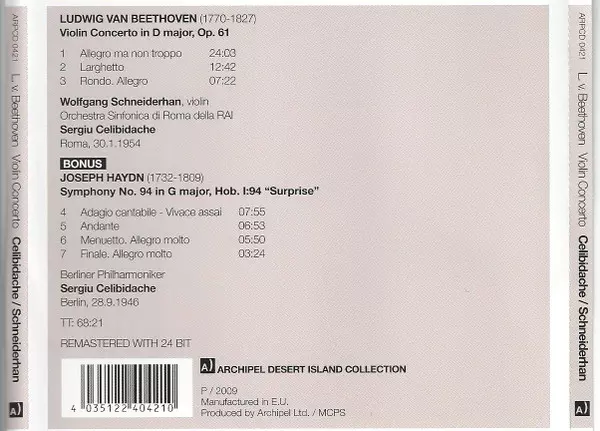 ARPCD 0421 L. v. Beethoven Violin Concerto Celibidache / Schneiderhan A)
LUDWIG VAN BEETHOVEN (1770-1827)
Violin Concerto in D major, Op. 61
1 Allegro ma non troppo 24:03
2 Larghetto 12:42
3 Rondo. Allegro 07:22
Wolfgang Schneiderhan, violin
Orchestra Sinfonica di Roma della RAI
Sergiu Celibidache
Roma, 30.1.1954
BONUS
JOSEPH HAYDN (1732-1809)
Symphony No. 94 in G major, Hob. I:94 “Surprise”
4 Adagio cantabile - Vivace assai 07:55
5 Andante 06:53
6 Menuetto. Allegro molto 05:50
7 Finale. Allegro molto 03:24
Berliner Philharmoniker
Sergiu Celibidache
Berlin, 28.9.1946
TT: 68:21
REMASTERED WITH 24 BIT
4 035122 404210
A) ARCHIPEL DESERT ISLAND COLLECTION
P / 2009
Manufactured in E.U.
Produced by Archipel Ltd. / MCPS
ARPCD 0421 L. v. Beethoven Violin Concerto Celibidache / Schneiderhan A)